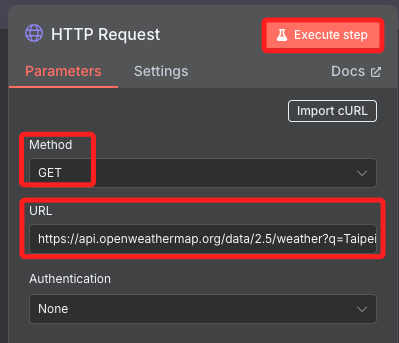 HTTP Request
Execute step
Parameters
Settings
Docs
Import cURL
Method
GET
URL
https://api.openweathermap.org/data/2.5/weather?q=Taipei
Authentication
None